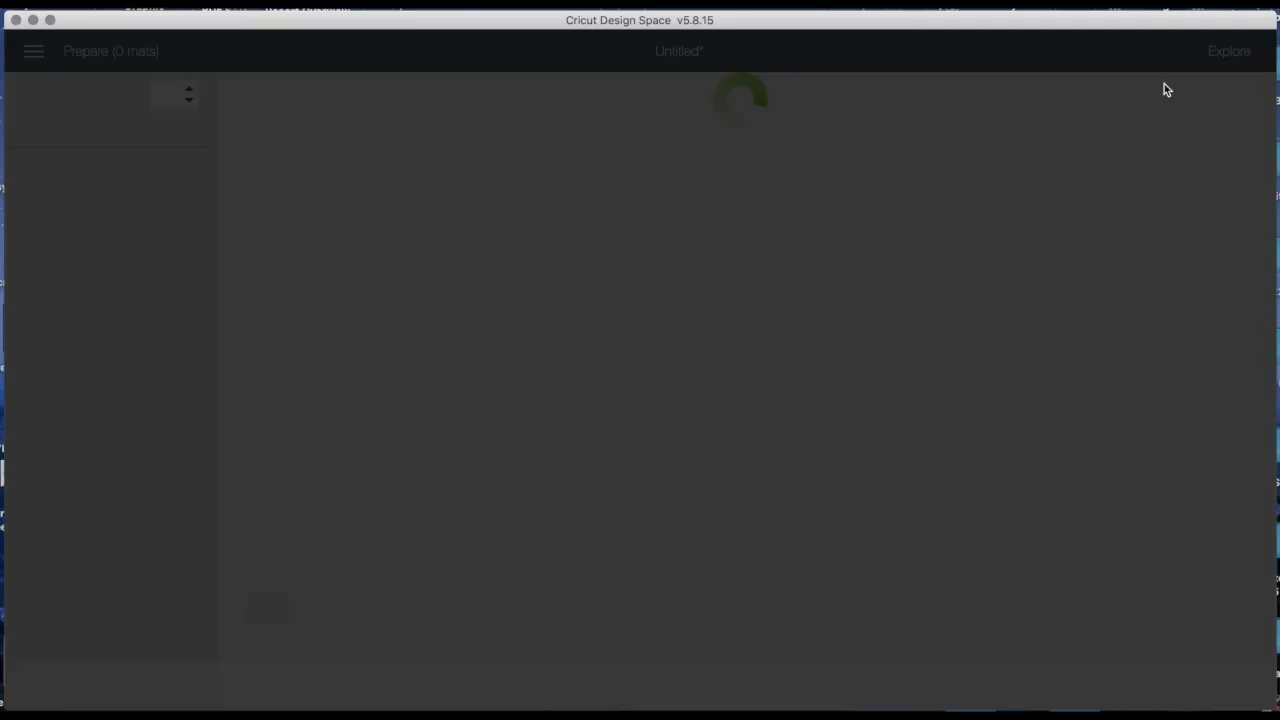 Cricut Design Space v5.8.15
Prepare (0 mats)
Untitled*
Explore